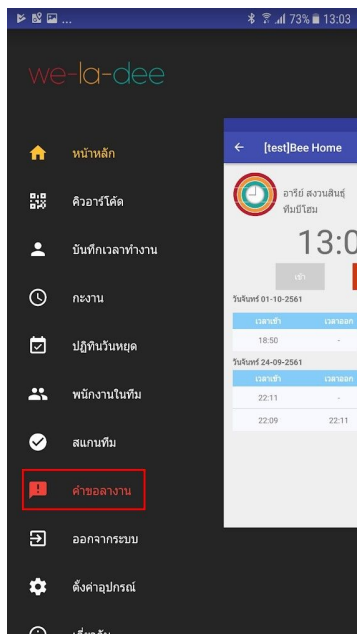 ... 73% 13:03
we-la-dee
หน้าหลัก
คิวอาร์โค้ด
บันทึกเวลาทำงาน
กะงาน
ปฏิทินวันหยุด
พนักงานในทีม
สแกนทีม
คำขอลางาน
ออกจากระบบ
ตั้งค่าอุปกรณ์
[test]Bee Home
อารีย์ สงวนสินธุ์
ทีมบีโฮม
13:0
เข้า
วันจันทร์ 01-10-2561
เวลาเข้า เวลาออก
18:50 -
วันจันทร์ 24-09-2561
เวลาเข้า เวลาออก
22:11 -
22:09 22:11